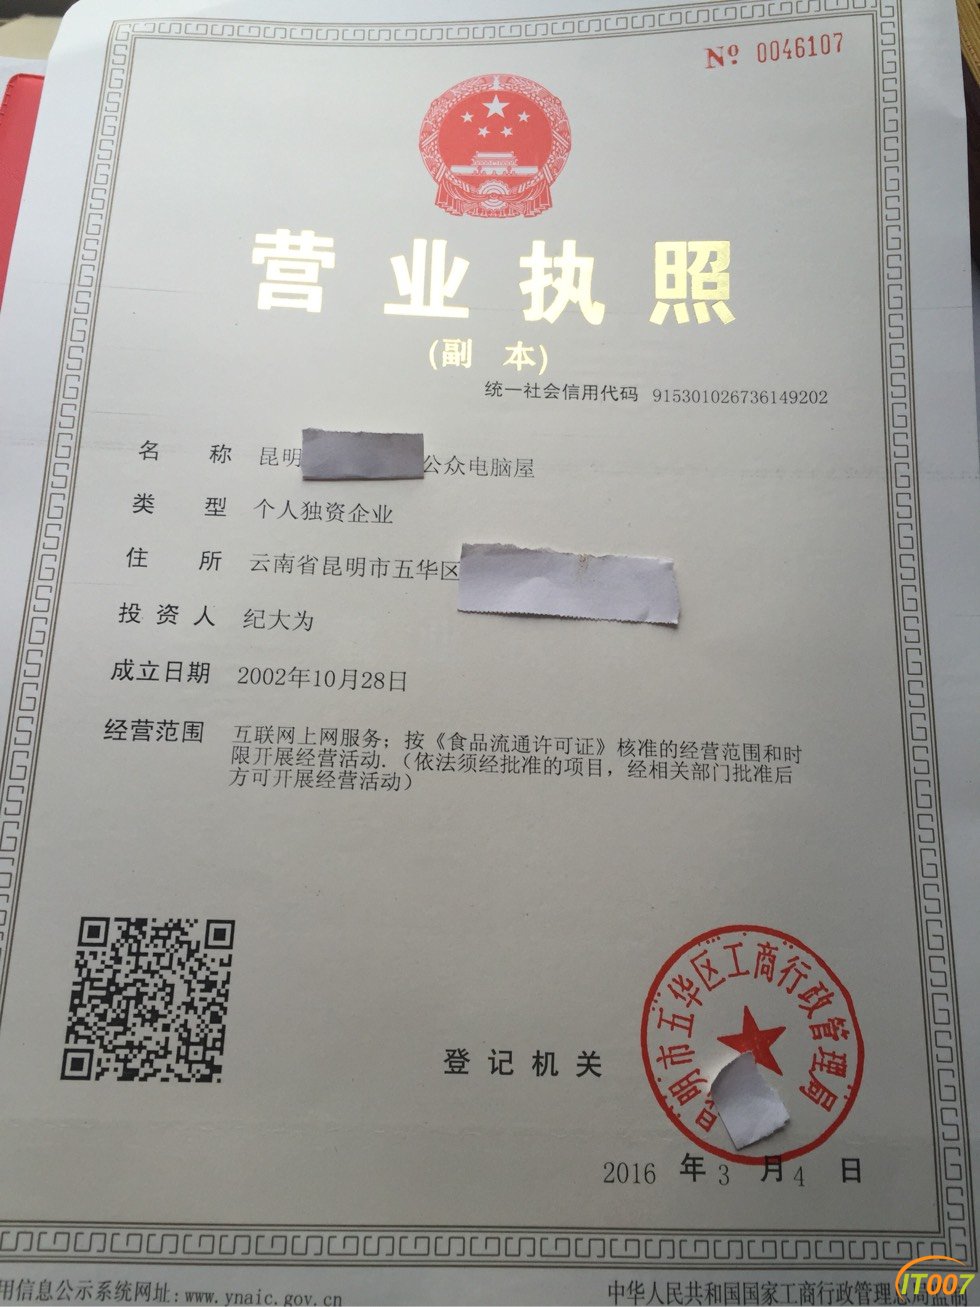 Nº 0046107
营业执照
(副 本)
统一社会信用代码 915301026736149202
名 称 昆明 公众电脑屋
类 型 个人独资企业
住 所 云南省昆明市五华区
投 资 人 纪大为
成立日期 2002年10月28日
经营范围 互联网上网服务；按《食品流通许可证》核准的经营范围和时
限开展经营活动.（依法须经批准的项目，经相关部门批准后
方可开展经营活动）
昆明市五华区工商行政管理局
登 记 机 关
2016 年 3 月 4 日
用信息公示系统网址:www.ynaic.gov.cn
中华人民共和国国家工商行政管理总局监制
IT007